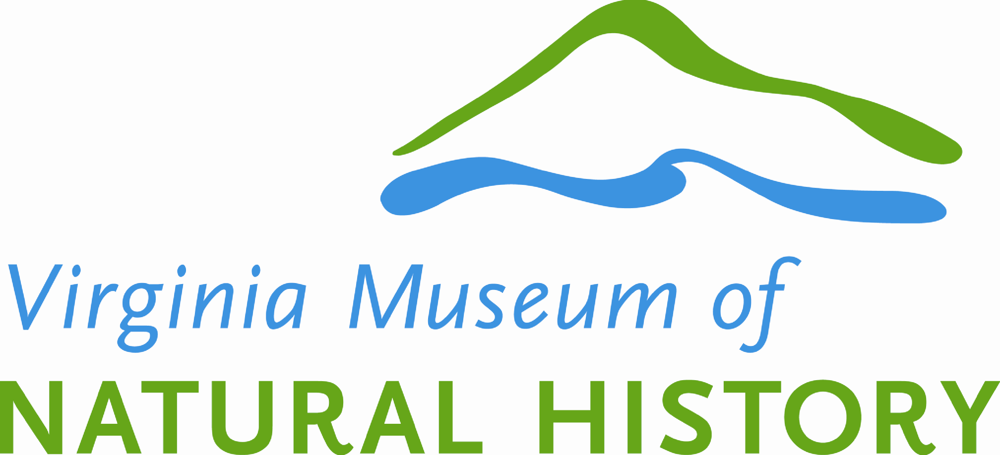 Virginia Museum of
NATURAL HISTORY